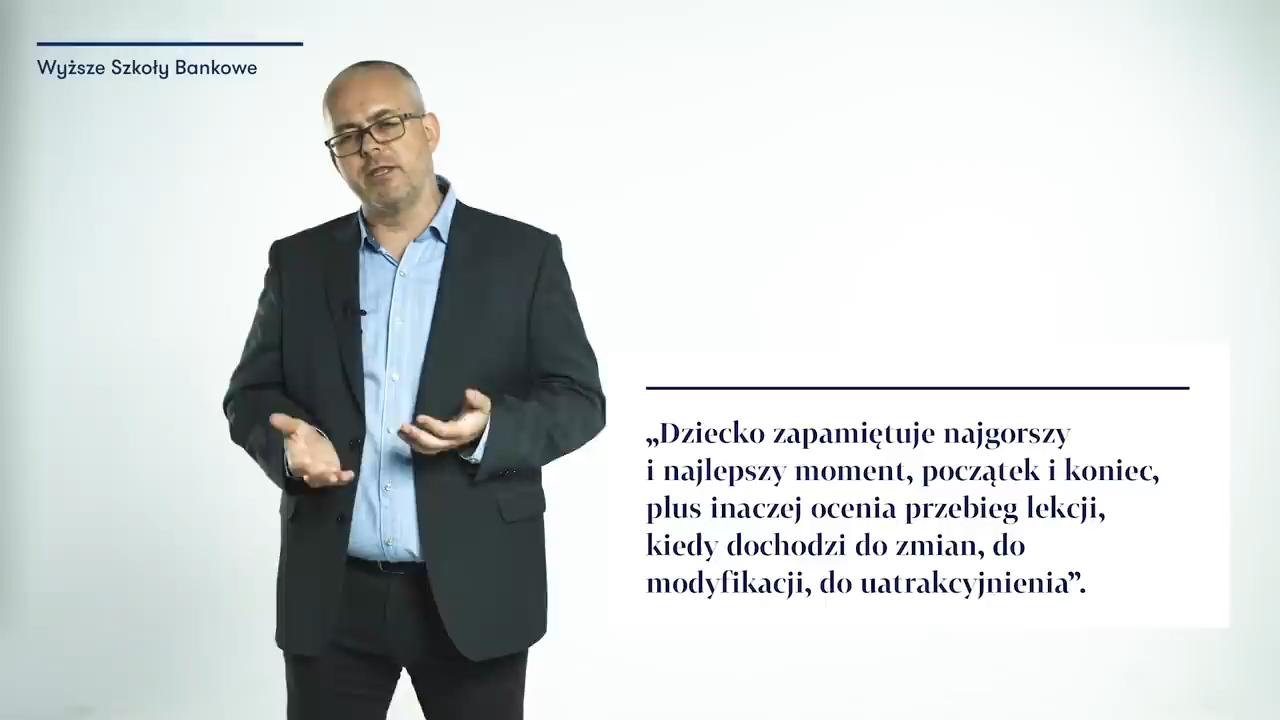 Wyższe Szkoły Bankowe
„Dziecko zapamiętuje najgorszy
i najlepszy moment, początek i koniec,
plus inaczej ocenia przebieg lekcji,
kiedy dochodzi do zmian, do
modyfikacji, do uatrakcyjnienia”.